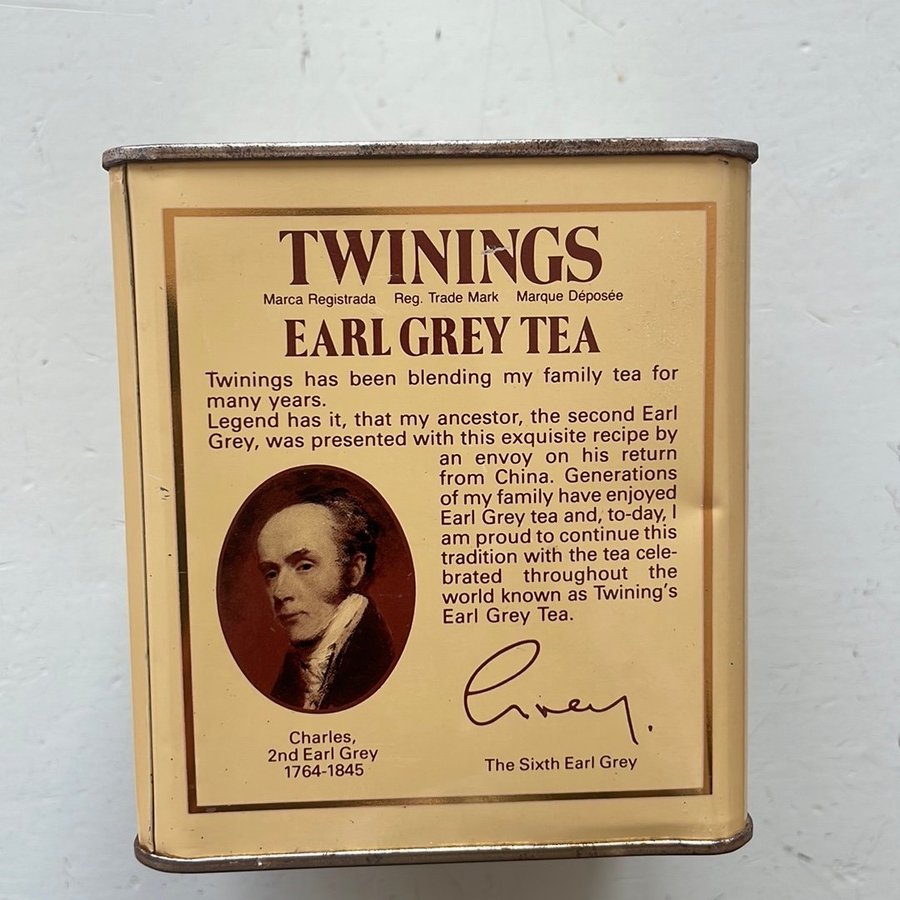 TWININGS
Marca Registrada Reg. Trade Mark Marque Déposée
EARL GREY TEA
Twinings has been blending my family tea for
many years.
Legend has it, that my ancestor, the second Earl
Grey, was presented with this exquisite recipe by
an envoy on his return
from China. Generations
of my family have enjoyed
Earl Grey tea and, to-day, I
am proud to continue this
tradition with the tea cele-
brated throughout the
world known as Twining's
Earl Grey Tea.
Grey.
The Sixth Earl Grey
Charles,
2nd Earl Grey
1764-1845